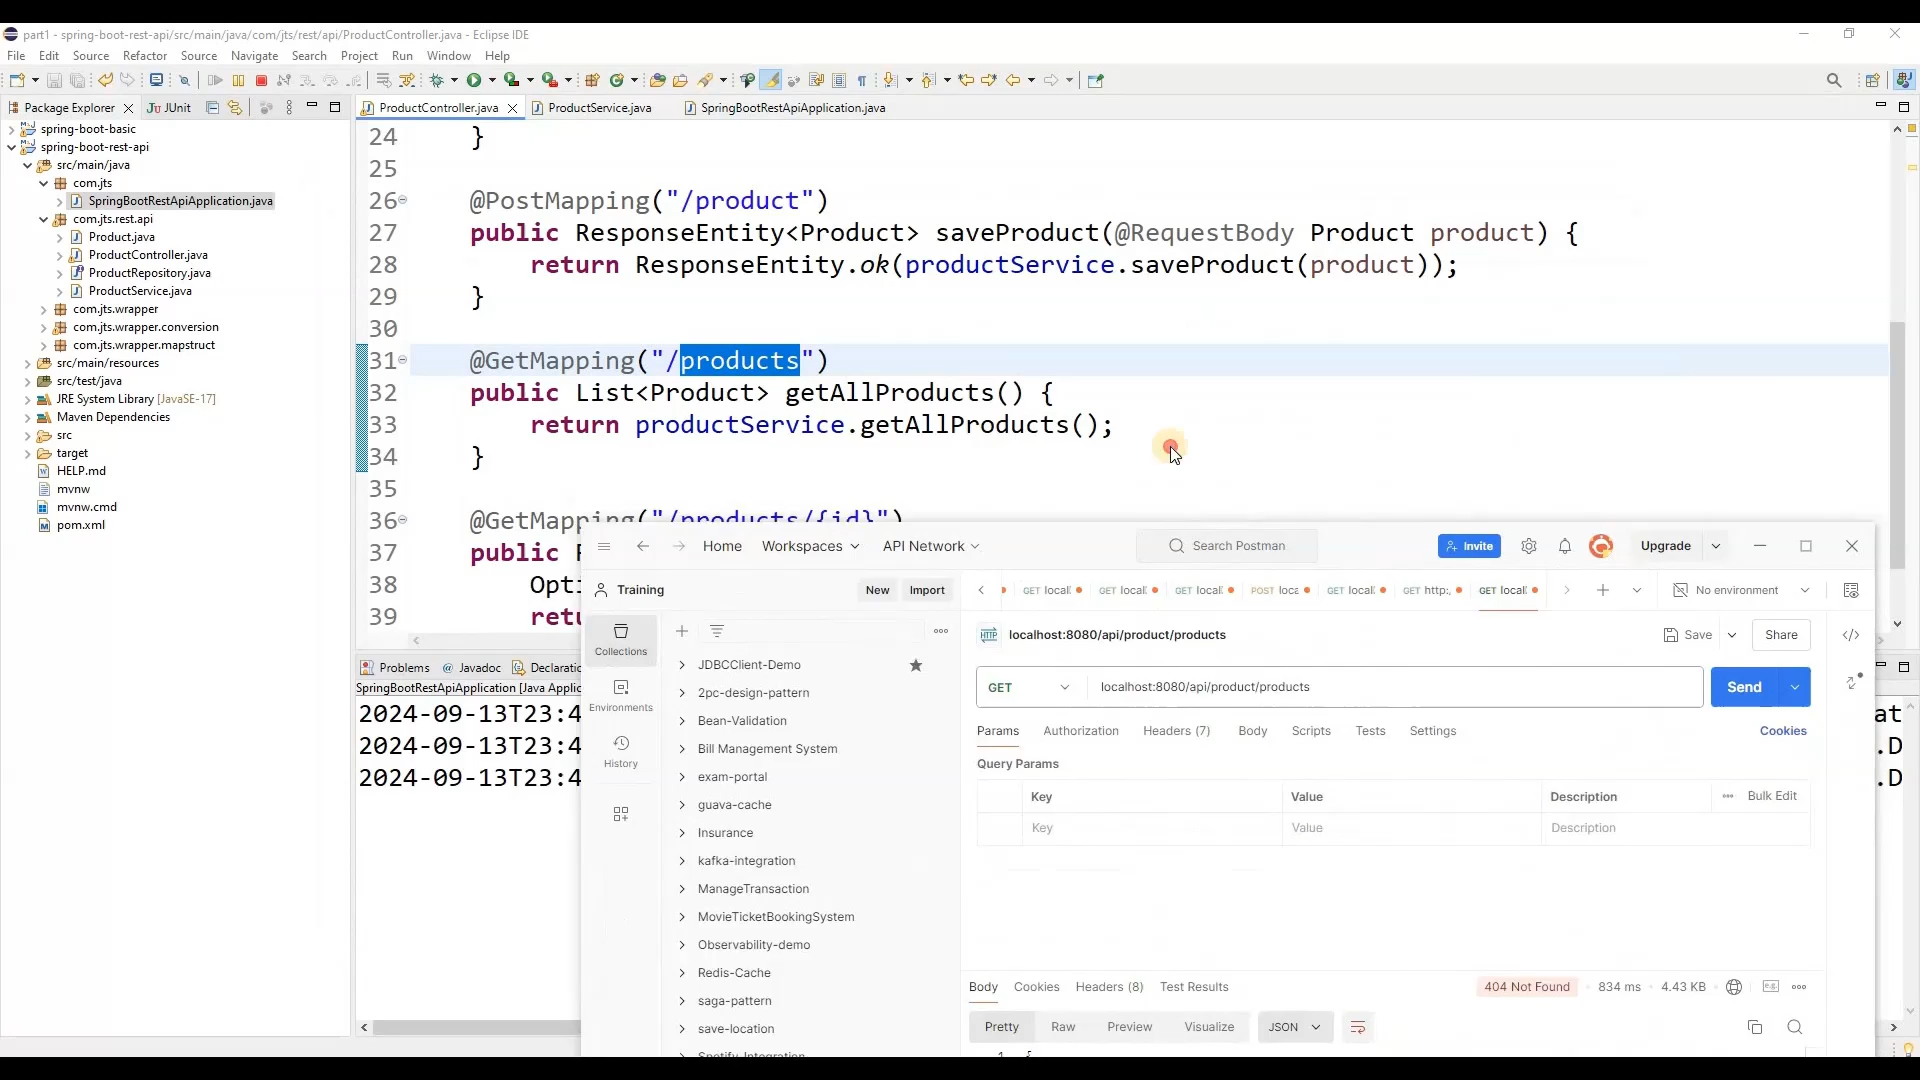 part1 - spring-boot-rest-api/src/main/java/com/jts/rest/api/ProductController.java - Eclipse IDE
File Edit Source Refactor Source Navigate Search Project Run Window Help
Package Explorer
JUnit
ProductController.java
ProductService.java
SpringBootRestApiApplication.java
spring-boot-basic
spring-boot-rest-api
src/main/java
com.jts
SpringBootRestApiApplication.java
com.jts.rest.api
Product.java
ProductController.java
ProductRepository.java
ProductService.java
com.jts.wrapper
com.jts.wrapper.conversion
com.jts.wrapper.mapstruct
src/main/resources
src/test/java
JRE System Library [JavaSE-17]
Maven Dependencies
src
target
HELP.md
mvnw
mvnw.cmd
pom.xml
24 }
25
26 @PostMapping("/product")
27 public ResponseEntity<Product> saveProduct(@RequestBody Product product) {
28 return ResponseEntity.ok(productService.saveProduct(product));
29 }
30
31 @GetMapping("/products")
32 public List<Product> getAllProducts() {
33 return productService.getAllProducts();
34 }
35
36 @GetMapping("/products/{id}")
37 public
38 Opti
39 retu
Problems @ Javadoc Declaratio
SpringBootRestApiApplication [Java Applic
2024-09-13T23:4
2024-09-13T23:4
2024-09-13T23:4
at
.D
.D
Home Workspaces API Network
Search Postman
Invite
Upgrade
Training
New
Import
GET locall
GET locall
GET locall
POST loca
GET locall
GET http:,
GET locall
No environment
Collections
Environments
History
JDBCClient-Demo
2pc-design-pattern
Bean-Validation
Bill Management System
exam-portal
guava-cache
Insurance
kafka-integration
ManageTransaction
MovieTicketBookingSystem
Observability-demo
Redis-Cache
saga-pattern
save-location
Spotify-Integration
HTTP localhost:8080/api/product/products
Save
Share
GET
localhost:8080/api/product/products
Send
Params Authorization Headers (7) Body Scripts Tests Settings
Cookies
Query Params
Key Value Description
Bulk Edit
Key Value Description
Body Cookies Headers (8) Test Results
404 Not Found 834 ms 4.43 KB
Pretty Raw Preview Visualize JSON
1 {